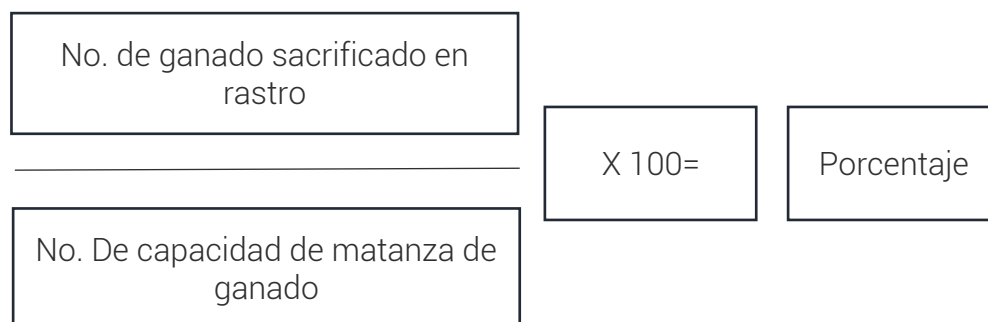 No. de ganado sacrificado en
rastro
No. De capacidad de matanza de
ganado
X 100=
Porcentaje